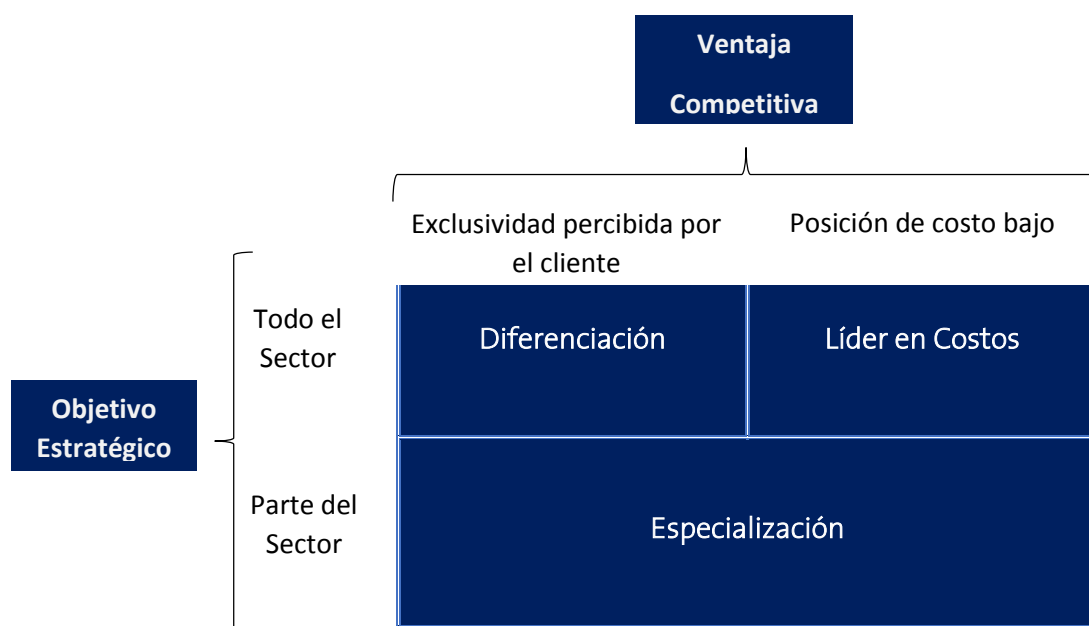 Ventaja
Competitiva
Exclusividad percibida por
el cliente
Posición de costo bajo
Todo el
Sector
Diferenciación
Líder en Costos
Objetivo
Estratégico
Parte del
Sector
Especialización